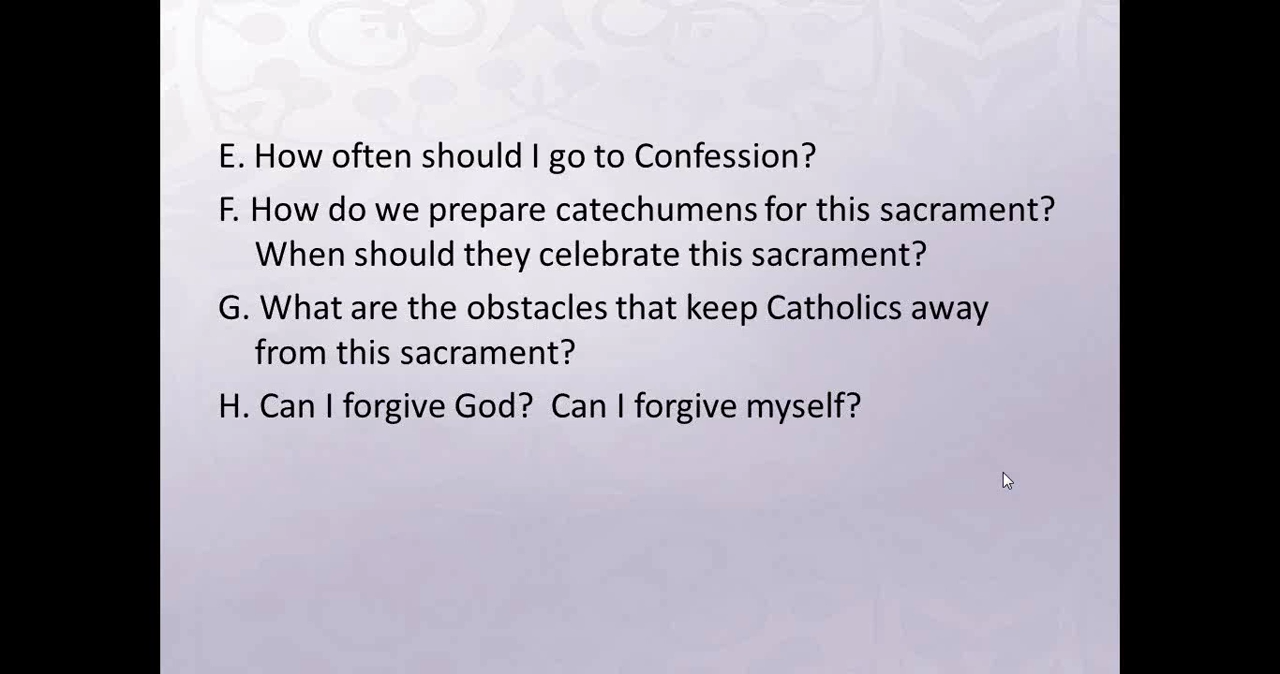 E. How often should I go to Confession?
F. How do we prepare catechumens for this sacrament?
When should they celebrate this sacrament?
G. What are the obstacles that keep Catholics away
from this sacrament?
H. Can I forgive God?  Can I forgive myself?